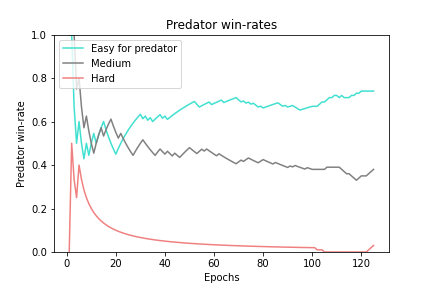 Predator win-rates
Predator win-rate
1.0
0.8
0.6
0.4
0.2
0.0
Easy for predator
Medium
Hard
0 20 40 60 80 100 120
Epochs